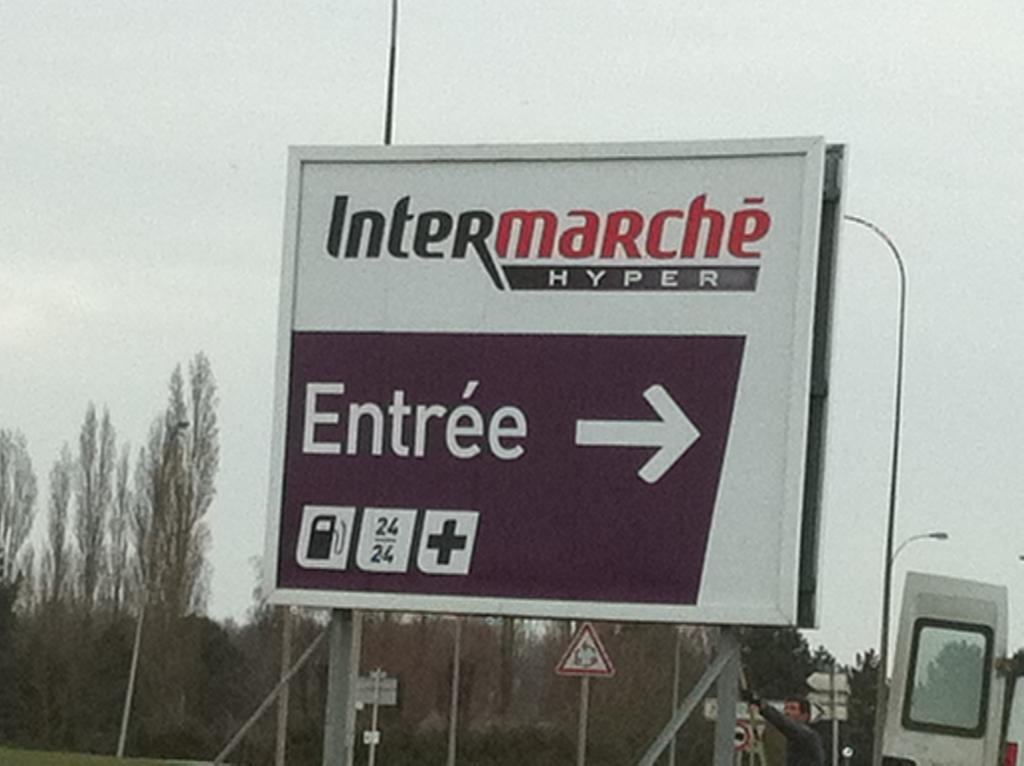 Intermarché
HYPER
Entrée
24
24